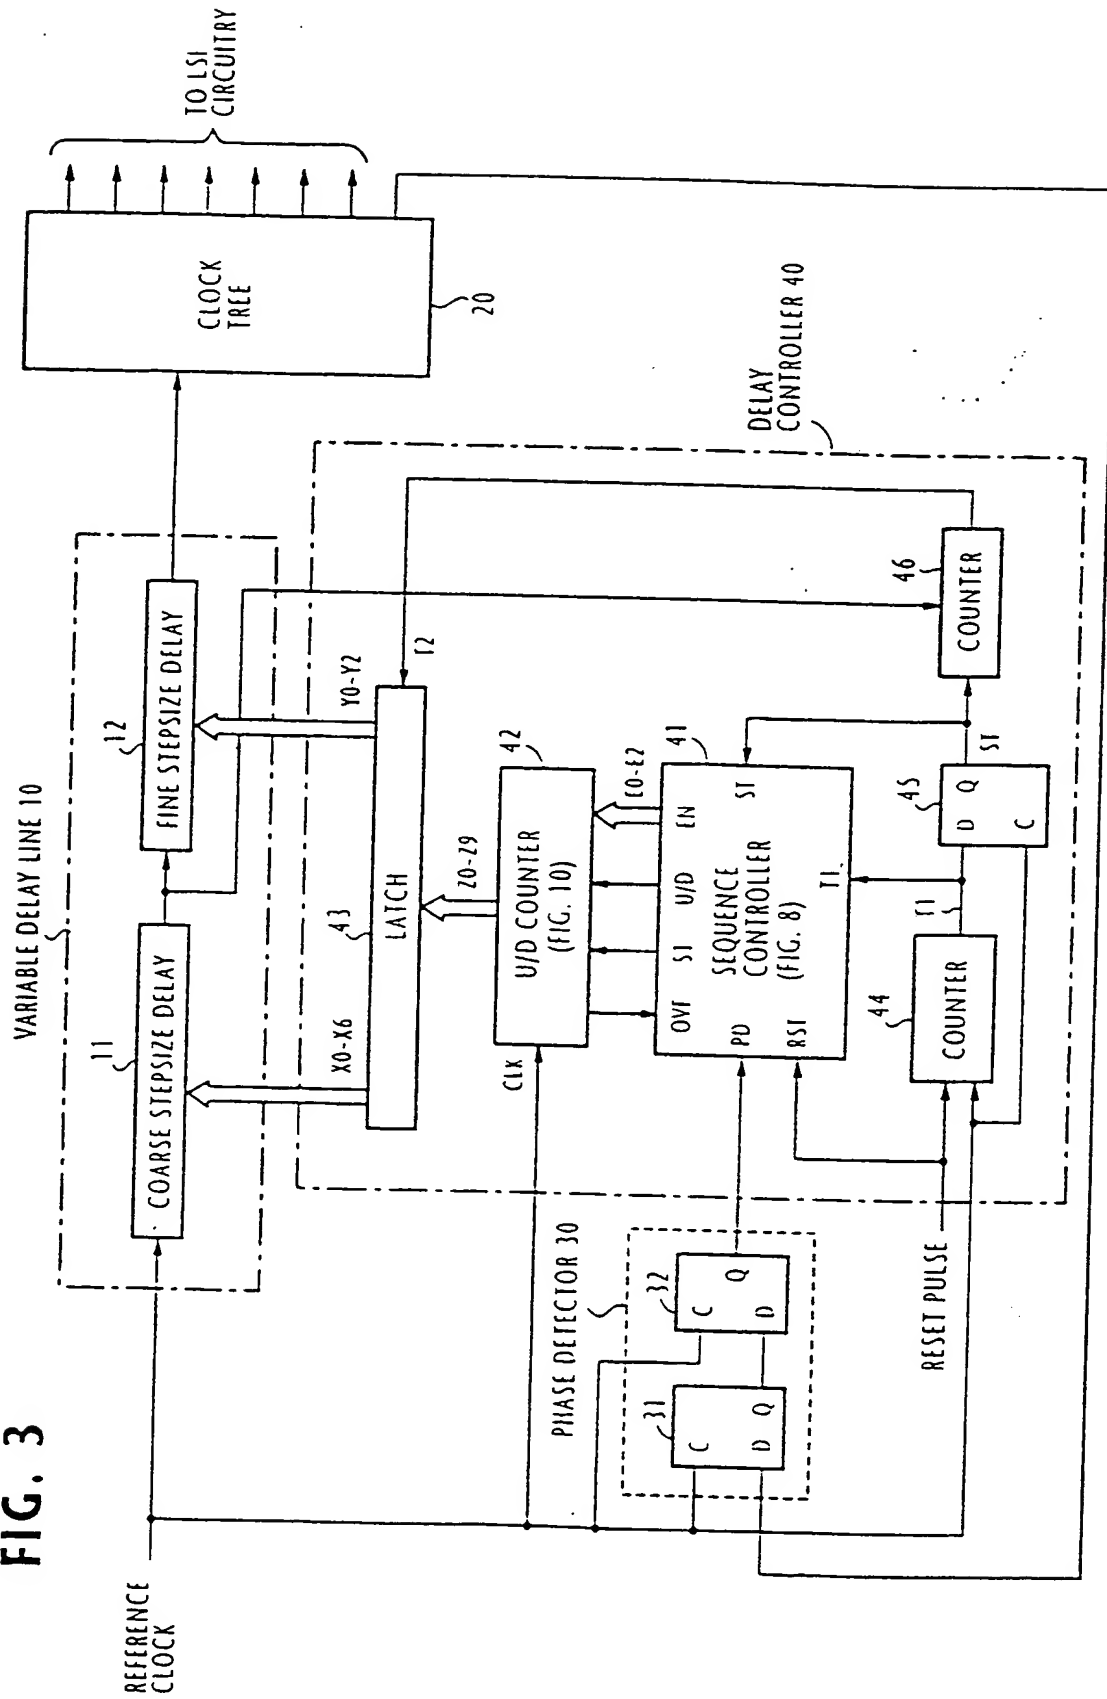 FIG. 3
REFERENCE
CLOCK
VARIABLE DELAY LINE 10
11
COARSE STEPSIZE DELAY
12
FINE STEPSIZE DELAY
CLOCK
TREE
20
TO LSI
CIRCUITRY
DELAY
CONTROLLER 40
X0-X6
Y0-Y2
T2
43
LATCH
Z0-Z9
CLK
42
U/D COUNTER
(FIG. 10)
E0-E2
41
OVF
S1
U/D
EN
PD
SEQUENCE
CONTROLLER
(FIG. 8)
ST
RST
T1
PHASE DETECTOR 30
31
C
D
Q
32
C
Q
D
RESET PULSE
44
COUNTER
T1
45
D
Q
C
ST
46
COUNTER